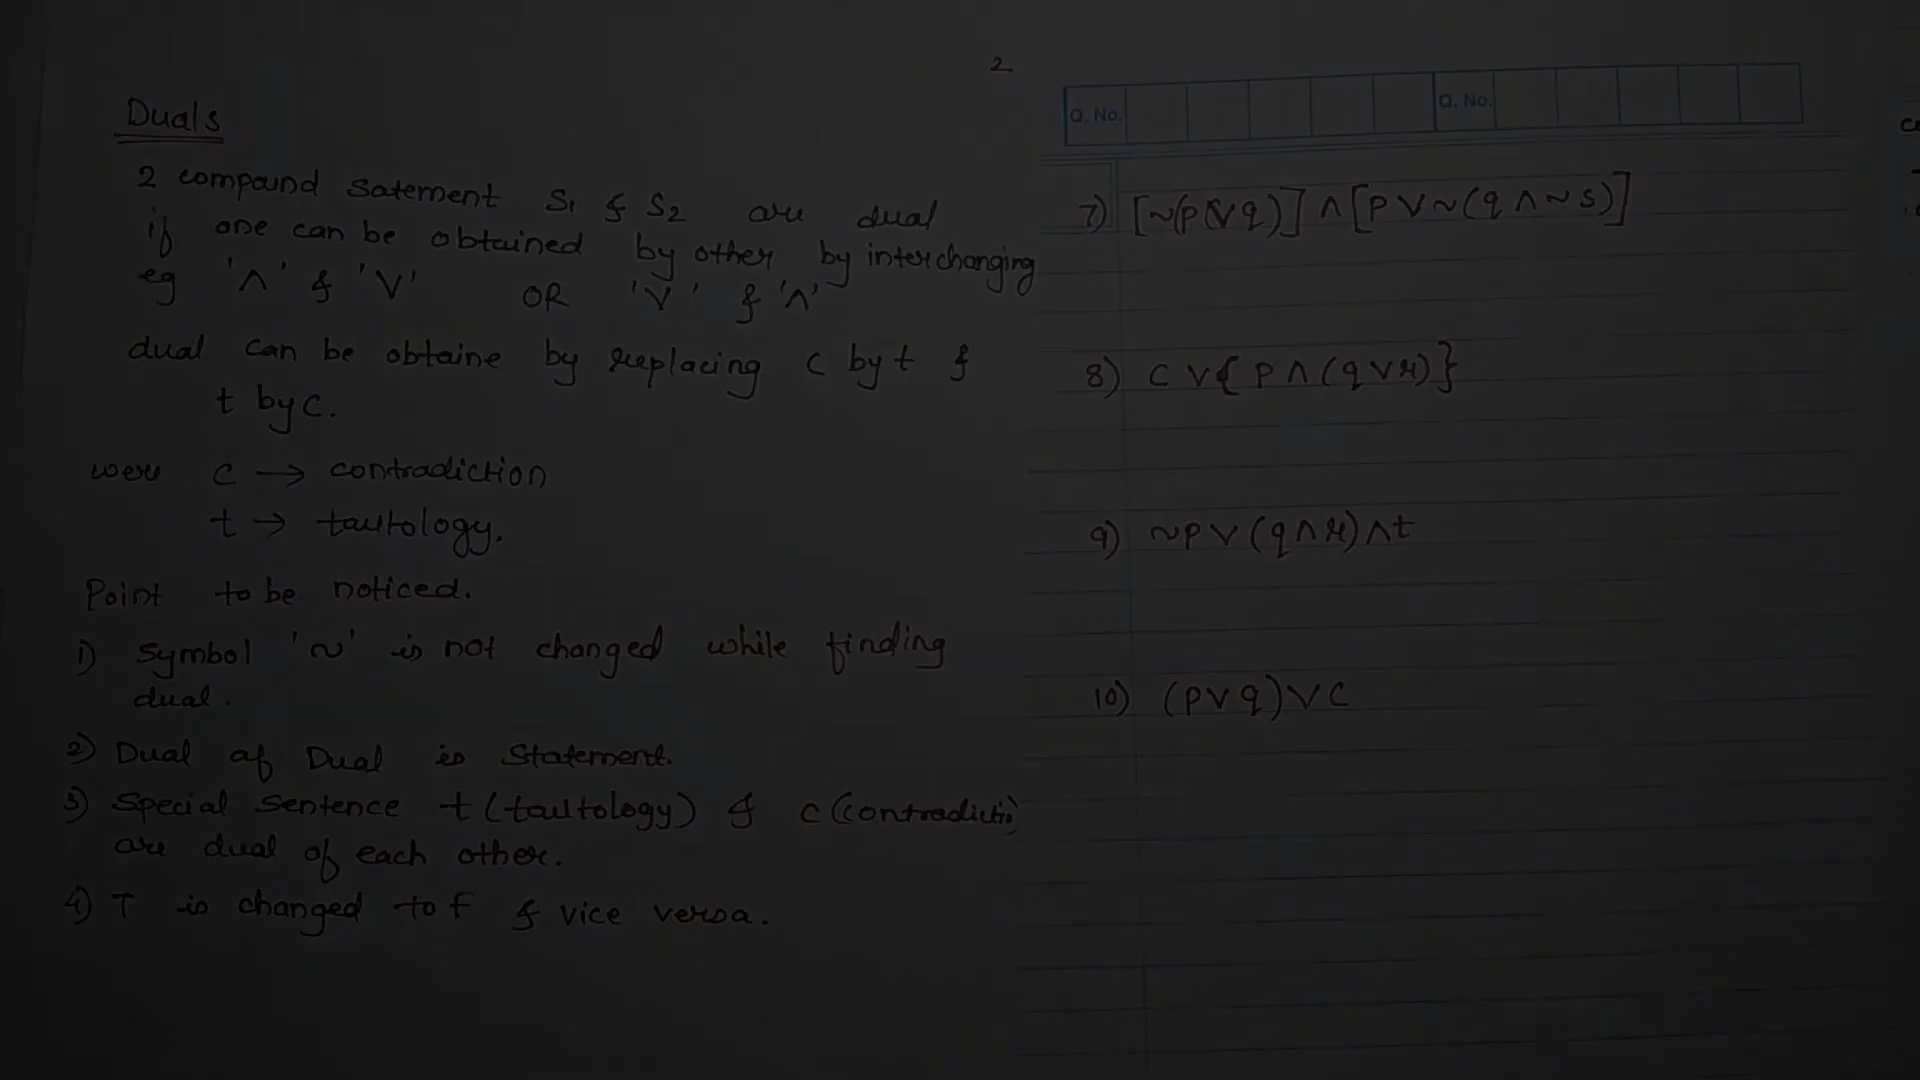 2
Duals
2 compound satement S1 & S2 are dual
if one can be obtained by other by interchanging
eg '∧' & '∨' OR '∨' & '∧'
dual can be obtaine by replacing c by t &
t by c.
were c → contradiction
t → tautology.
Point to be noticed.
1) Symbol '~' is not changed while finding
dual.
2) Dual of Dual is Statement.
3) Special Sentence t (tautology) & c (contradictio)
are dual of each other.
4) T is changed to F & vice versa.
Q. No. Q. No.
7) [~(p∨q)] ∧ [p∨~(q∧~s)]
8) C ∨ { p ∧ (q∨r)}
9) ~p ∨ (q∧r) ∧ t
10) (p∨q) ∨ C